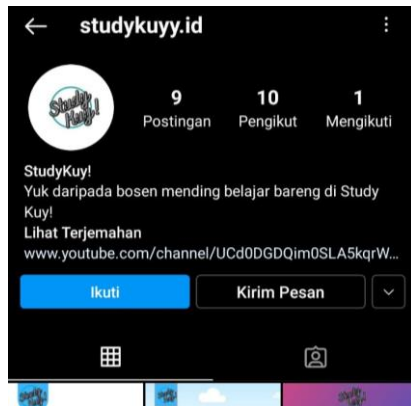 studykuyy.id
Study Kuy!
9 10 1
Postingan Pengikut Mengikuti
StudyKuy!
Yuk daripada bosen mending belajar bareng di Study
Kuy!
Lihat Terjemahan
www.youtube.com/channel/UCd0DGDQim0SLA5kqrW...
Ikuti Kirim Pesan